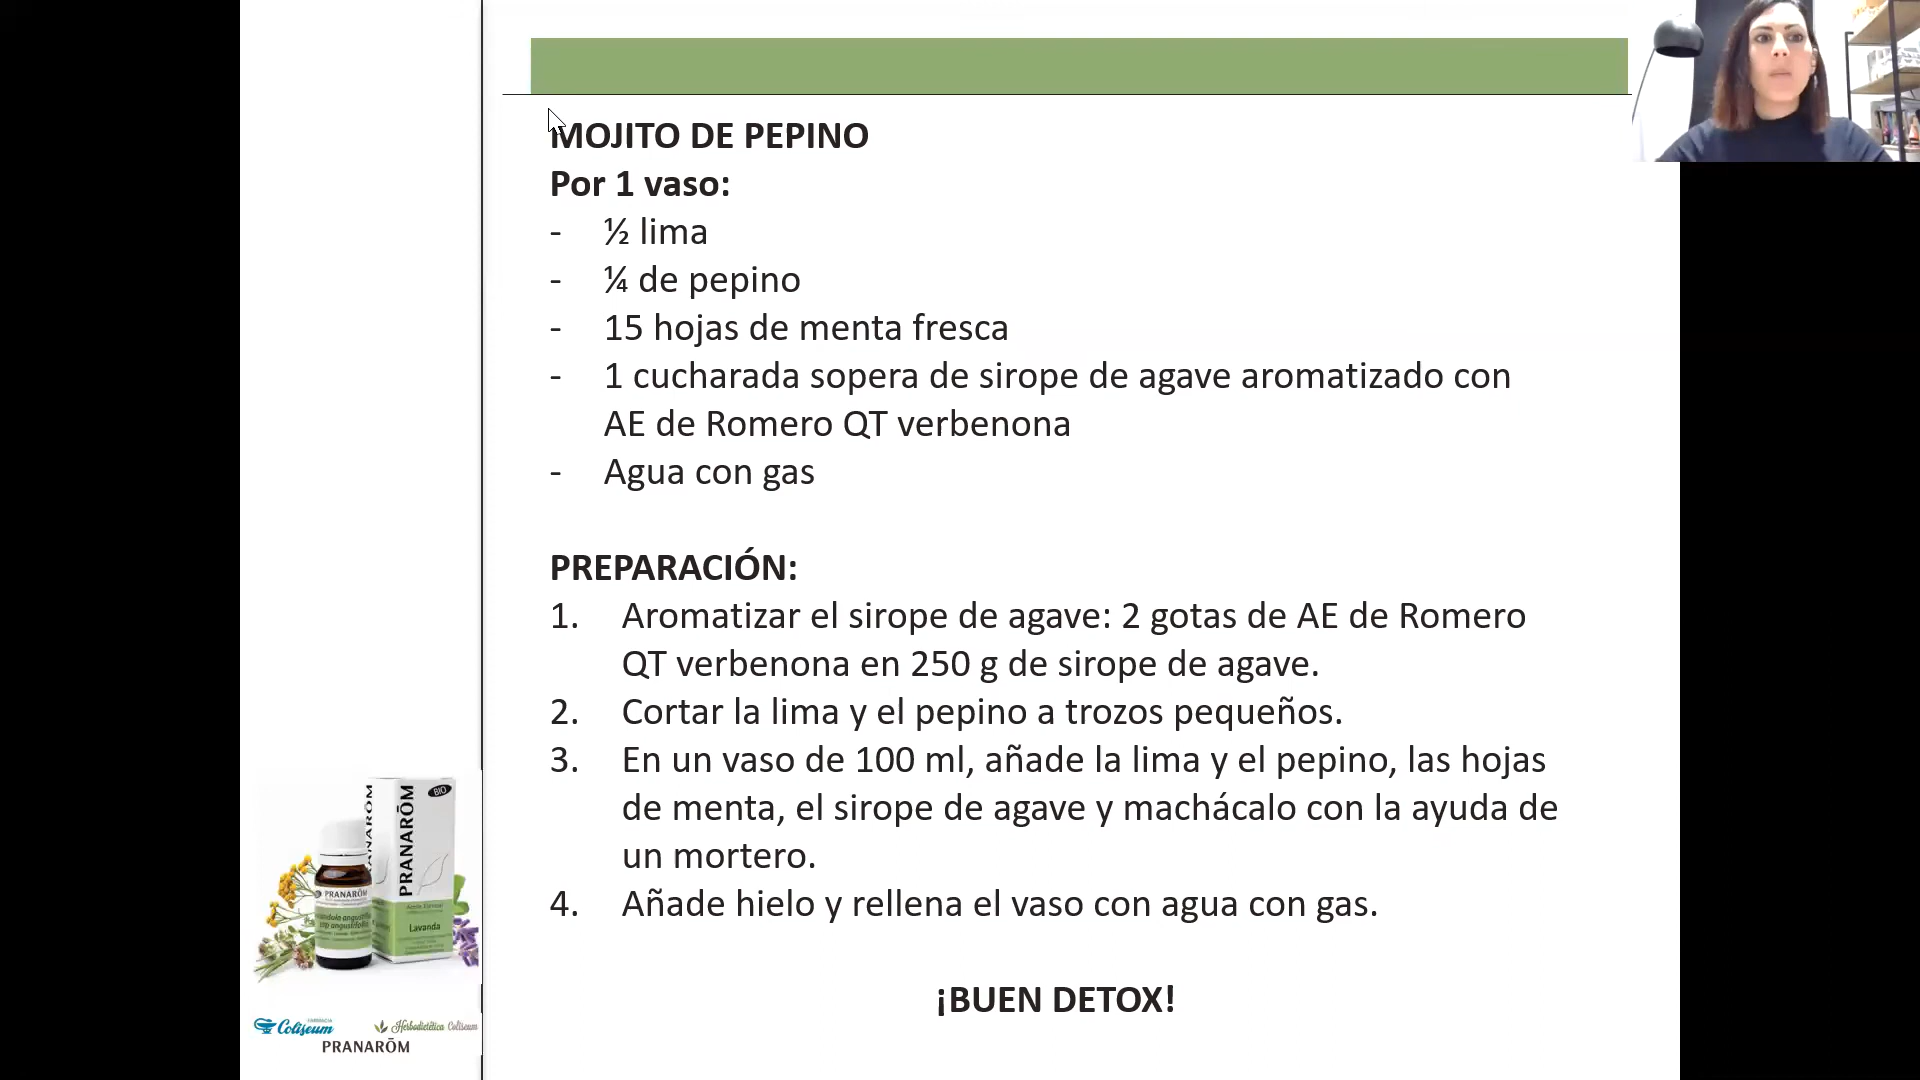 MOJITO DE PEPINO
Por 1 vaso:
- ½ lima
- ¼ de pepino
- 15 hojas de menta fresca
- 1 cucharada sopera de sirope de agave aromatizado con
AE de Romero QT verbenona
- Agua con gas
PREPARACIÓN:
1. Aromatizar el sirope de agave: 2 gotas de AE de Romero
QT verbenona en 250 g de sirope de agave.
2. Cortar la lima y el pepino a trozos pequeños.
3. En un vaso de 100 ml, añade la lima y el pepino, las hojas
de menta, el sirope de agave y machácalo con la ayuda de
un mortero.
4. Añade hielo y rellena el vaso con agua con gas.
¡BUEN DETOX!
BIO
PRANARŌM
PRANARŌM
Lavanda
Coliseum
Herbodietética Coliseum
PRANARŌM